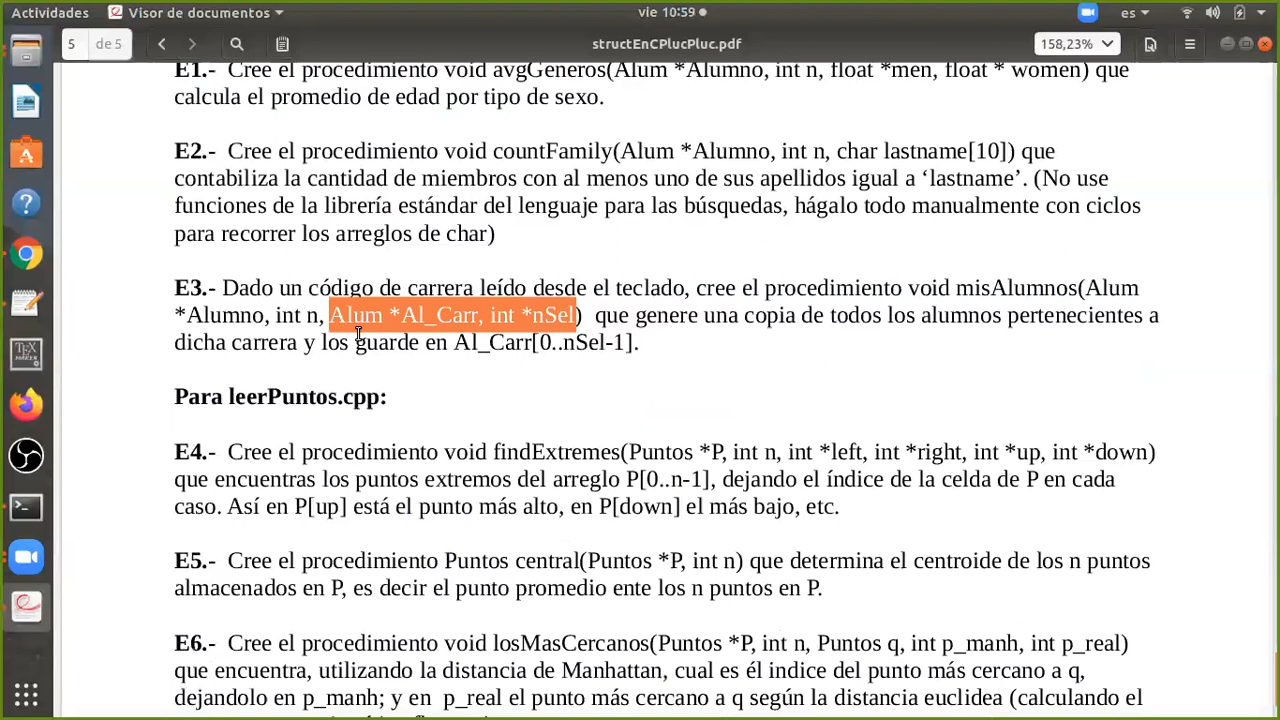 Actividades
Visor de documentos
vie 10:59
es
5
de 5
structEnCPlucPluc.pdf
158,23%
E1.- Cree el procedimiento void avgGeneros(Alum *Alumno, int n, float *men, float * women) que
calcula el promedio de edad por tipo de sexo.
E2.- Cree el procedimiento void countFamily(Alum *Alumno, int n, char lastname[10]) que
contabiliza la cantidad de miembros con al menos uno de sus apellidos igual a ‘lastname’. (No use
funciones de la librería estándar del lenguaje para las búsquedas, hágalo todo manualmente con ciclos
para recorrer los arreglos de char)
E3.- Dado un código de carrera leído desde el teclado, cree el procedimiento void misAlumnos(Alum
*Alumno, int n, Alum *Al_Carr, int *nSel) que genere una copia de todos los alumnos pertenecientes a
dicha carrera y los guarde en Al_Carr[0..nSel-1].
Para leerPuntos.cpp:
E4.- Cree el procedimiento void findExtremes(Puntos *P, int n, int *left, int *right, int *up, int *down)
que encuentras los puntos extremos del arreglo P[0..n-1], dejando el índice de la celda de P en cada
caso. Así en P[up] está el punto más alto, en P[down] el más bajo, etc.
E5.- Cree el procedimiento Puntos central(Puntos *P, int n) que determina el centroide de los n puntos
almacenados en P, es decir el punto promedio ente los n puntos en P.
E6.- Cree el procedimiento void losMasCercanos(Puntos *P, int n, Puntos q, int p_manh, int p_real)
que encuentra, utilizando la distancia de Manhattan, cual es él indice del punto más cercano a q,
dejandolo en p_manh; y en p_real el punto más cercano a q según la distancia euclidea (calculando el